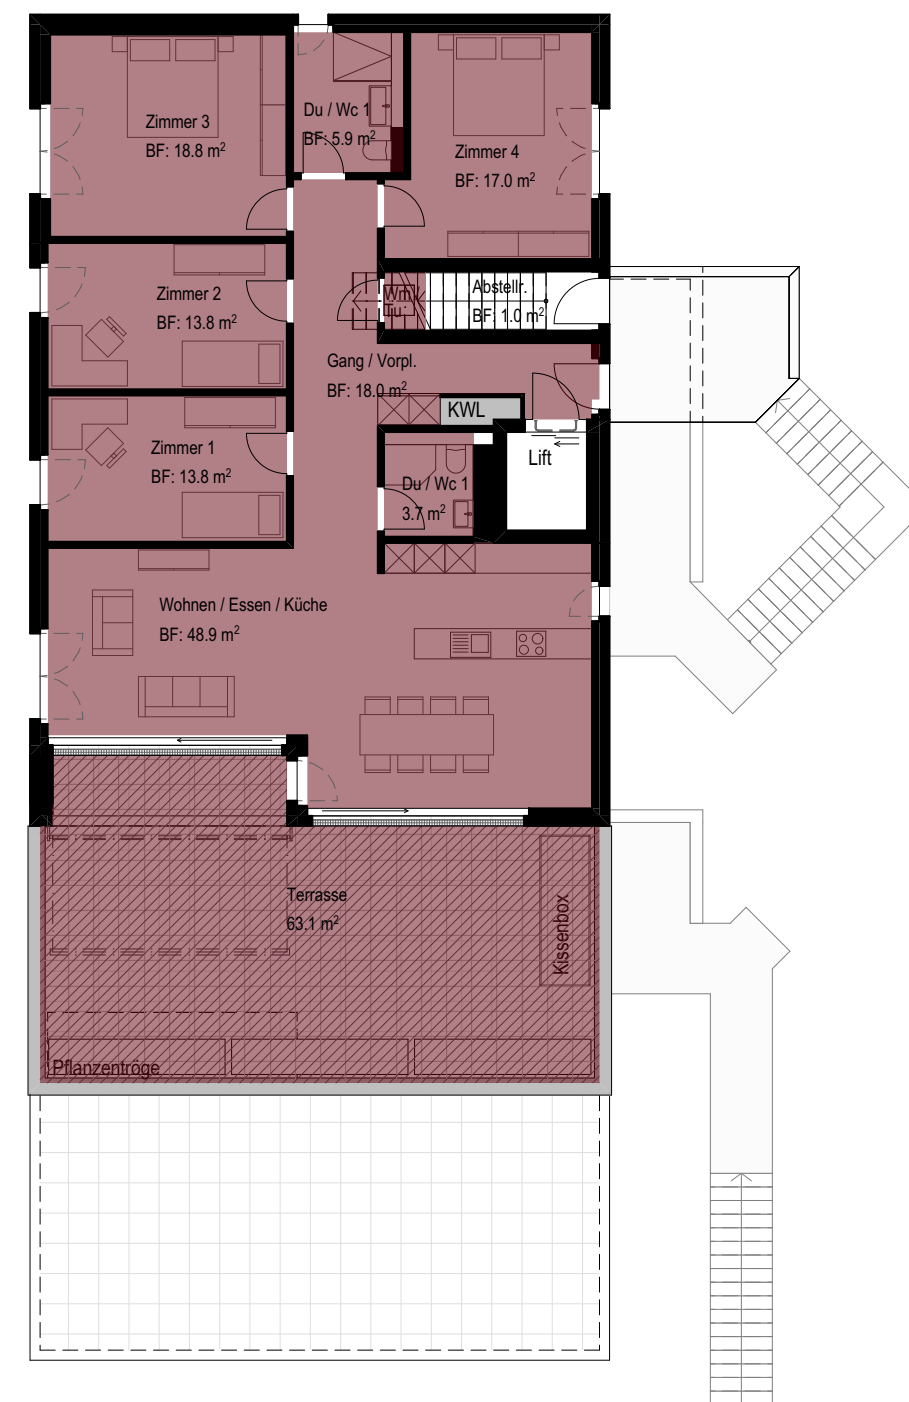 Zimmer 3
BF: 18.8 m²
Du / Wc 1
BF: 5.9 m²
Zimmer 4
BF: 17.0 m²
Zimmer 2
BF: 13.8 m²
Wm
Tu
Abstellr.
BF: 1.0 m²
Gang / Vorpl.
BF: 18.0 m²
KWL
Zimmer 1
BF: 13.8 m²
Lift
Du / Wc 1
3.7 m²
Wohnen / Essen / Küche
BF: 48.9 m²
Terrasse
63.1 m²
Kissenbox
Pflanzentröge